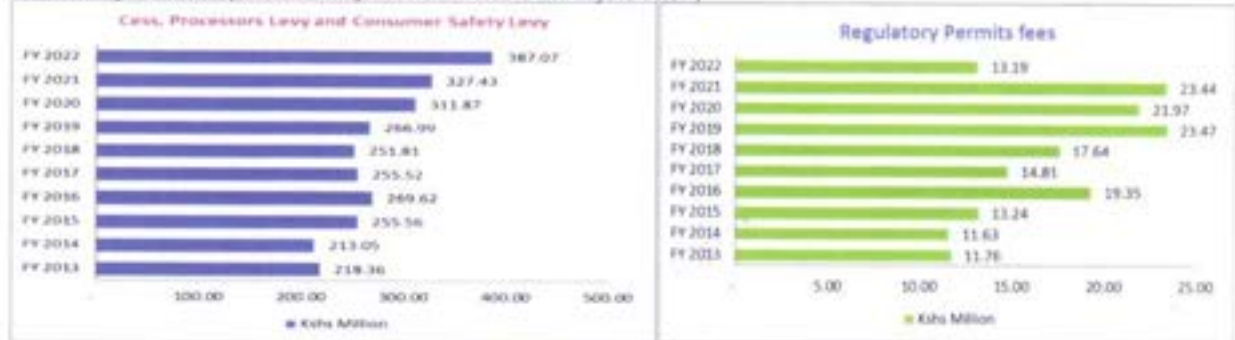 Cess, Processors Levy and Consumer Safety Levy
FY 2022 387.07
FY 2021 327.43
FY 2020 311.87
FY 2019 266.99
FY 2018 251.81
FY 2017 255.52
FY 2016 269.62
FY 2015 255.56
FY 2014 213.05
FY 2013 218.36
- 100.00 200.00 300.00 400.00 500.00
Kshs Million
Regulatory Permits fees
FY 2022 13.19
FY 2021 23.44
FY 2020 21.97
FY 2019 23.47
FY 2018 17.64
FY 2017 14.81
FY 2016 19.35
FY 2015 13.24
FY 2014 11.63
FY 2013 11.76
- 5.00 10.00 15.00 20.00 25.00
Kshs Million